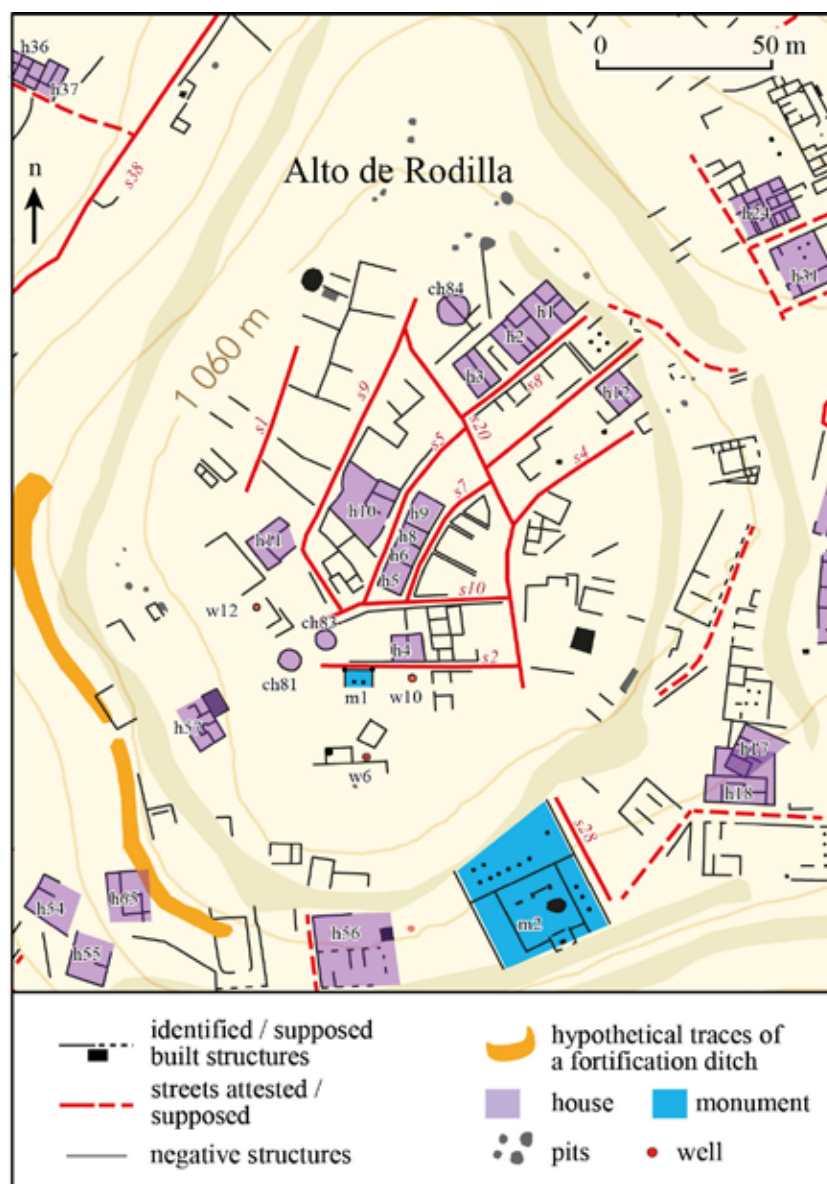 h36
h37
0 50 m
s38
Alto de Rodilla
n
h24
h31
ch84
h1
h2
h3
1 060 m
s9
s8
h12
s1
s5
s20
s4
s7
h10
h9
h8
h6
h5
h11
w12
s10
ch83
h4
s2
ch81
m1
w10
h57
w6
h17
h18
s28
h65
h54
h55
h56
m2
identified / supposed
built structures
streets attested /
supposed
negative structures
hypothetical traces of
a fortification ditch
house
monument
pits
well